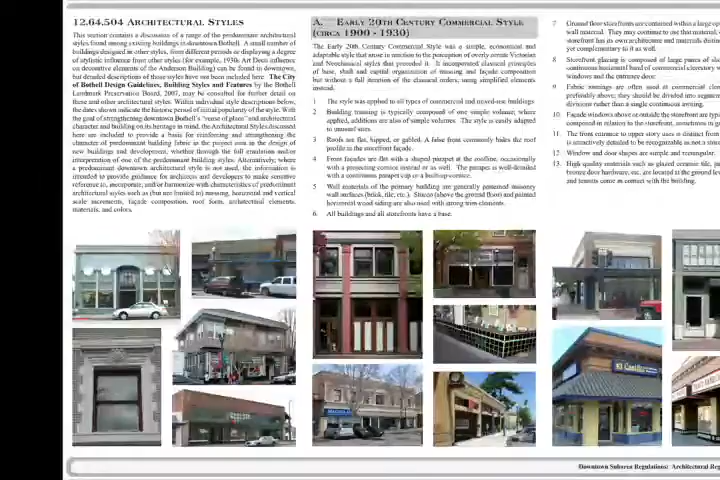 12.64.504 Architectural Styles
This section contains a discussion of a range of the predominant architectural
styles found among existing buildings in downtown Bothell. A small number of
buildings designed in other styles, from different periods or displaying a degree
of stylistic influence from other styles (for example, 1930s Art Deco influence
on decorative elements of the Anderson Building) can be found in downtown,
but detailed descriptions of those styles have not been included here. The City
of Bothell Design Guidelines, Building Styles and Features by the Bothell
Landmark Preservation Board, 2007, may be consulted for further detail on
these and other architectural styles. Within individual style descriptions below,
the dates shown indicate the historic period of initial popularity of the style. With
the goal of strengthening downtown Bothell's "sense of place" and architectural
character and building on its heritage in mind, the Architectural Styles discussed
here are included to provide a basis for reinforcing and strengthening the
character of predominant building fabric in the project area in the design of
new buildings and development, whether through the full emulation and/or
interpretation of one of the predominant building styles. Alternatively, where
a predominant downtown architectural style is not used, the information is
intended to provide guidance for architects and developers to make sensitive
reference to, incorporate, and/or harmonize with characteristics of predominant
architectural styles such as (but not limited to) massing, horizontal and vertical
scale increments, façade composition, roof form, architectural elements,
materials, and colors.
A. Early 20th Century Commercial Style
(circa 1900 - 1930)
The Early 20th Century Commercial Style was a simple, economical and
adaptable style that arose in reaction to the perception of overly ornate Victorian
and Neoclassical styles that preceded it. It incorporated classical principles
of base, shaft and capital organization of massing and façade composition
but without a full iteration of the classical orders; using simplified elements
instead.
1 The style was applied to all types of commercial and mixed-use buildings.
2 Building massing is typically composed of one simple volume; where
applied, additions are also of simple volumes. The style is easily adapted
to unusual sites.
3 Roofs are flat, hipped, or gabled. A false front commonly hides the roof
profile in the storefront façade.
4 Front façades are flat with a shaped parapet at the roofline, occasionally
with a projecting cornice instead or as well. The parapet is well-detailed
with a continuous parapet cap or a built-up cornice.
5 Wall materials of the primary building are generally painted masonry
wall surfaces (brick, tile, etc.). Stucco (above the ground floor) and painted
horizontal wood siding are also used with strong trim elements.
6. All buildings and all storefronts have a base.
7 Ground floor storefronts are contained within a large op
wall material. They may continue to use that material,
storefront has its own architecture and materials distin
yet complementary to it as well.
8 Storefront glazing is composed of large panes of
continuous horizontal band of commercial clerestory
windows and the entrance door.
9 Fabric awnings are often used at commercial
preferably above; they should be divided into segment
divisions rather than a single continuous awning.
10 Façade windows above or outside the storefront are typ
compound in relation to the storefront, sometimes in
11 The front entrance to upper story uses is distinct from
is attractively detailed to be recognizable as not a store
12 Window and door shapes are simple and rectangular.
13. High quality materials such as glazed ceramic tile, pa
bronze door hardware, etc. are located at the ground le
and tenants come in contact with the building.
Downtown Subarea Regulations: Architectural Reg